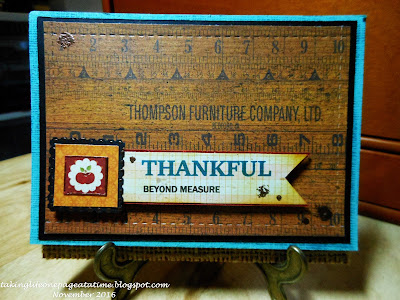 2 3 4 5 6 7 8 9 10
THOMPSON FURNITURE COMPANY, LTD.
THANKFUL
BEYOND MEASURE
takinglifeonepageatatime.blogspot.com
November 2016